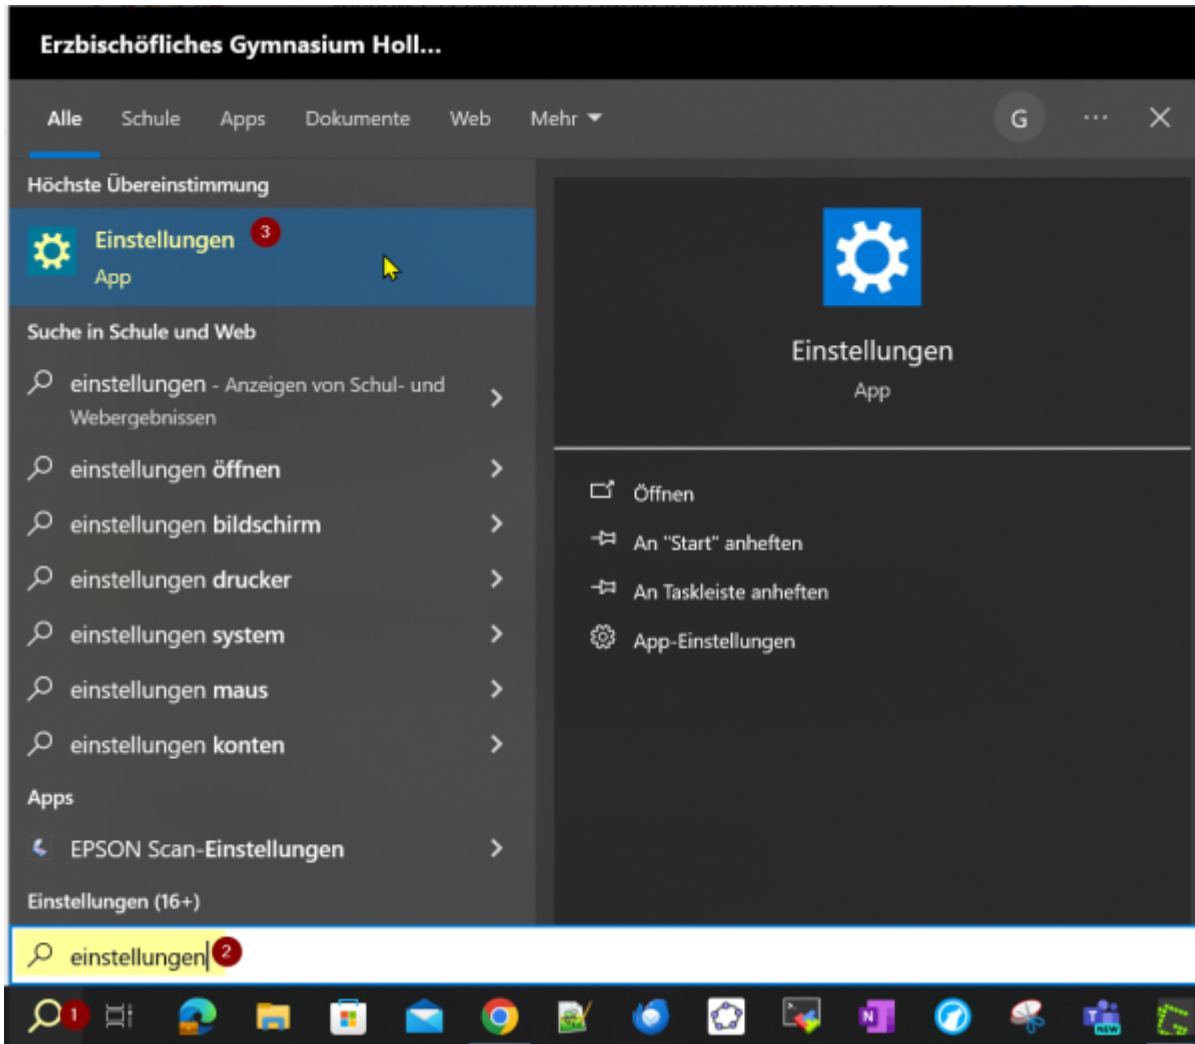 Erzbischöfliches Gymnasium Holl...
Alle Schule Apps Dokumente Web Mehr
G ...
Höchste Übereinstimmung
Einstellungen 3
App
Suche in Schule und Web
einstellungen - Anzeigen von Schul- und
Webergebnissen
einstellungen öffnen
einstellungen bildschirm
einstellungen drucker
einstellungen system
einstellungen maus
einstellungen konten
Apps
EPSON Scan-Einstellungen
Einstellungen (16+)
einstellungen 2
Einstellungen
App
Öffnen
An "Start" anheften
An Taskleiste anheften
App-Einstellungen
1
N
T
NEW